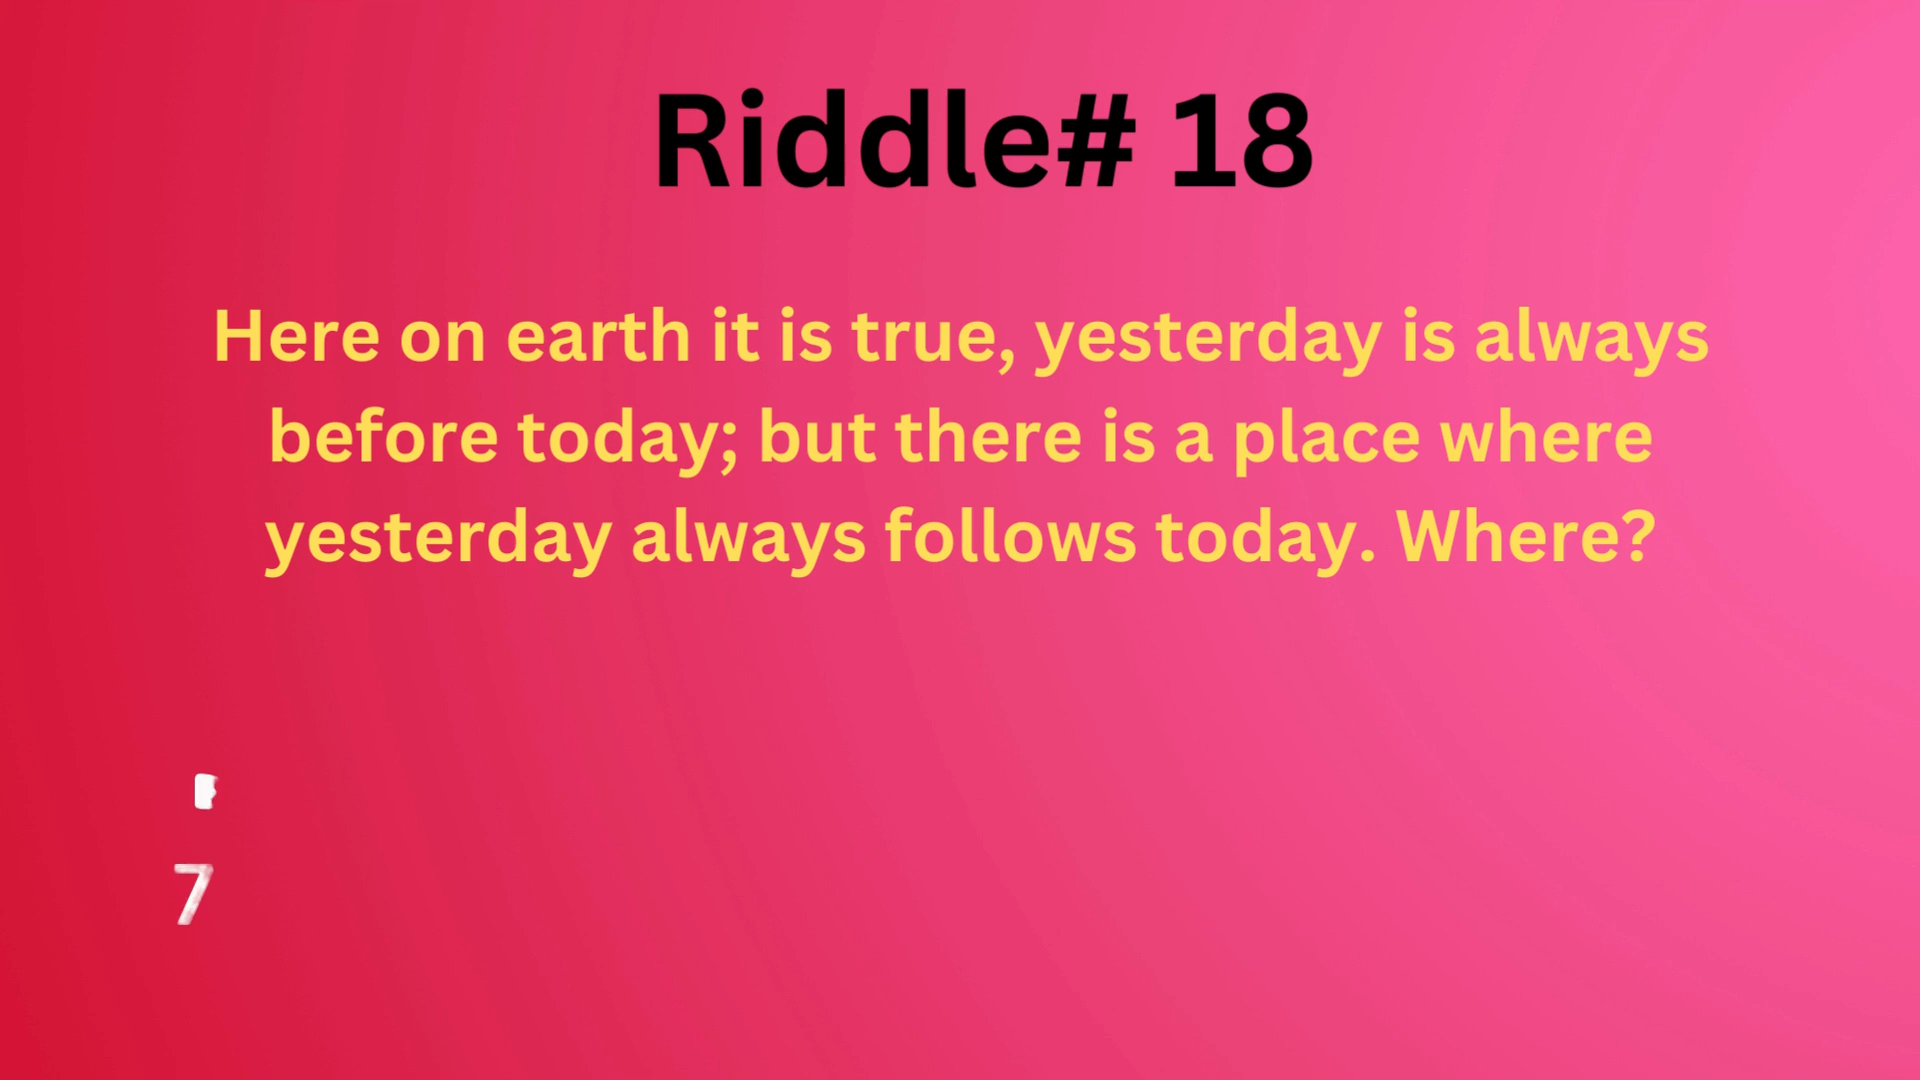 Riddle# 18
Here on earth it is true, yesterday is always
before today; but there is a place where
yesterday always follows today. Where?
7